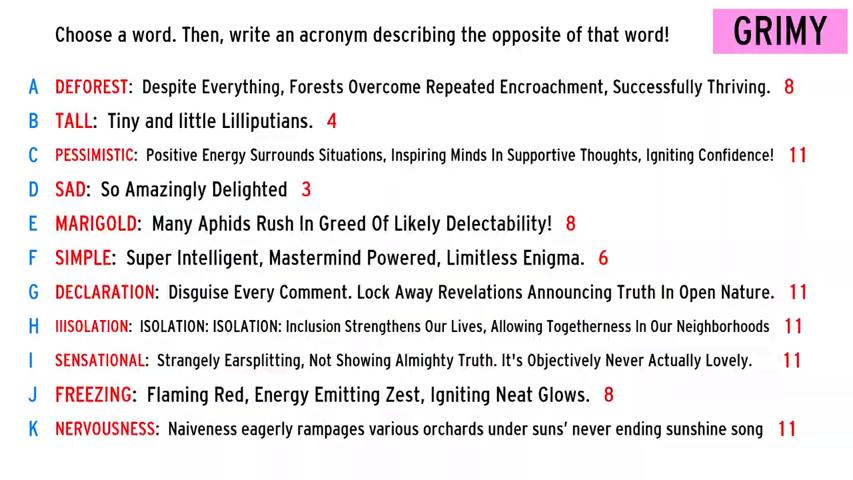 Choose a word. Then, write an acronym describing the opposite of that word!
GRIMY
A DEFOREST: Despite Everything, Forests Overcome Repeated Encroachment, Successfully Thriving. 8
B TALL: Tiny and little Lilliputians. 4
C PESSIMISTIC: Positive Energy Surrounds Situations, Inspiring Minds In Supportive Thoughts, Igniting Confidence! 11
D SAD: So Amazingly Delighted 3
E MARIGOLD: Many Aphids Rush In Greed Of Likely Delectability! 8
F SIMPLE: Super Intelligent, Mastermind Powered, Limitless Enigma. 6
G DECLARATION: Disguise Every Comment. Lock Away Revelations Announcing Truth In Open Nature. 11
H IIISOLATION: ISOLATION: ISOLATION: Inclusion Strengthens Our Lives, Allowing Togetherness In Our Neighborhoods 11
I SENSATIONAL: Strangely Earsplitting, Not Showing Almighty Truth. It's Objectively Never Actually Lovely. 11
J FREEZING: Flaming Red, Energy Emitting Zest, Igniting Neat Glows. 8
K NERVOUSNESS: Naiveness eagerly rampages various orchards under suns' never ending sunshine song 11